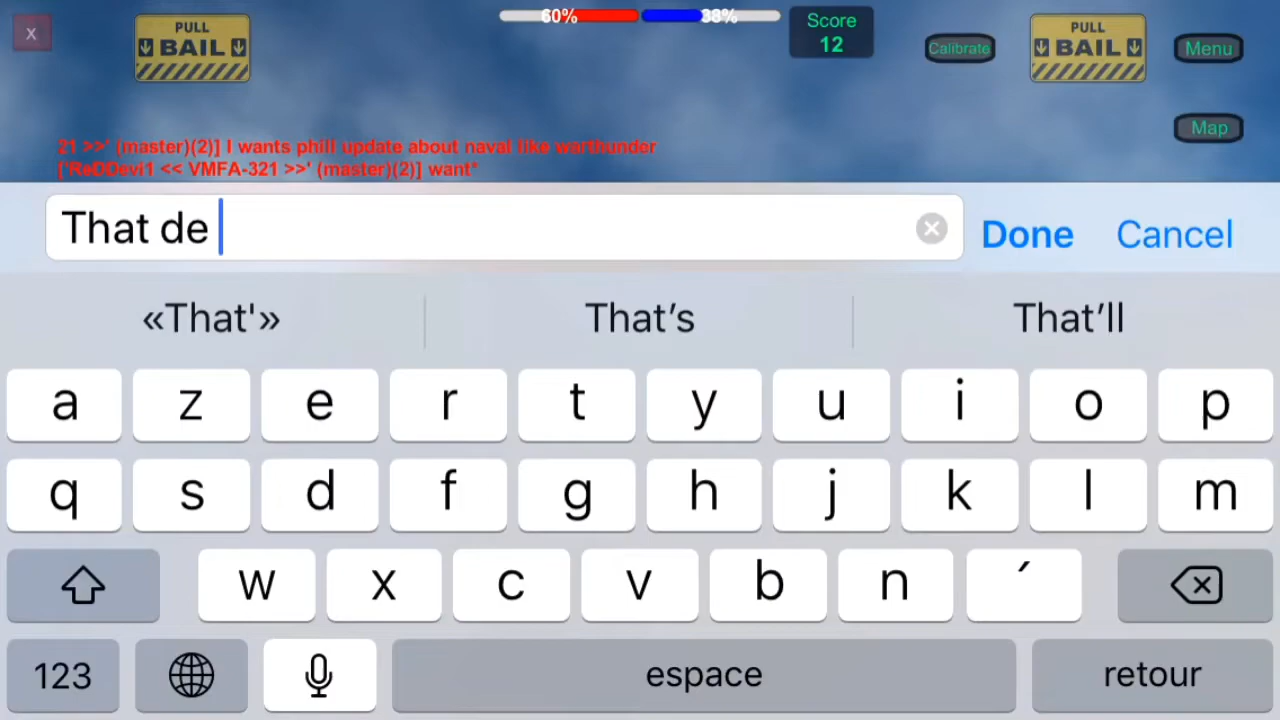 x
PULL
BAIL
60%
38%
Score
12
Calibrate
PULL
BAIL
Menu
Map
21 >>' (master)(2)] I wants phill update about naval like warthunder
['ReDDevi1 << VMFA-321 >>' (master)(2)] want*
That de
Done
Cancel
«That'»
That's
That'll
a z e r t y u i o p
q s d f g h j k l m
w x c v b n ´
123
espace
retour